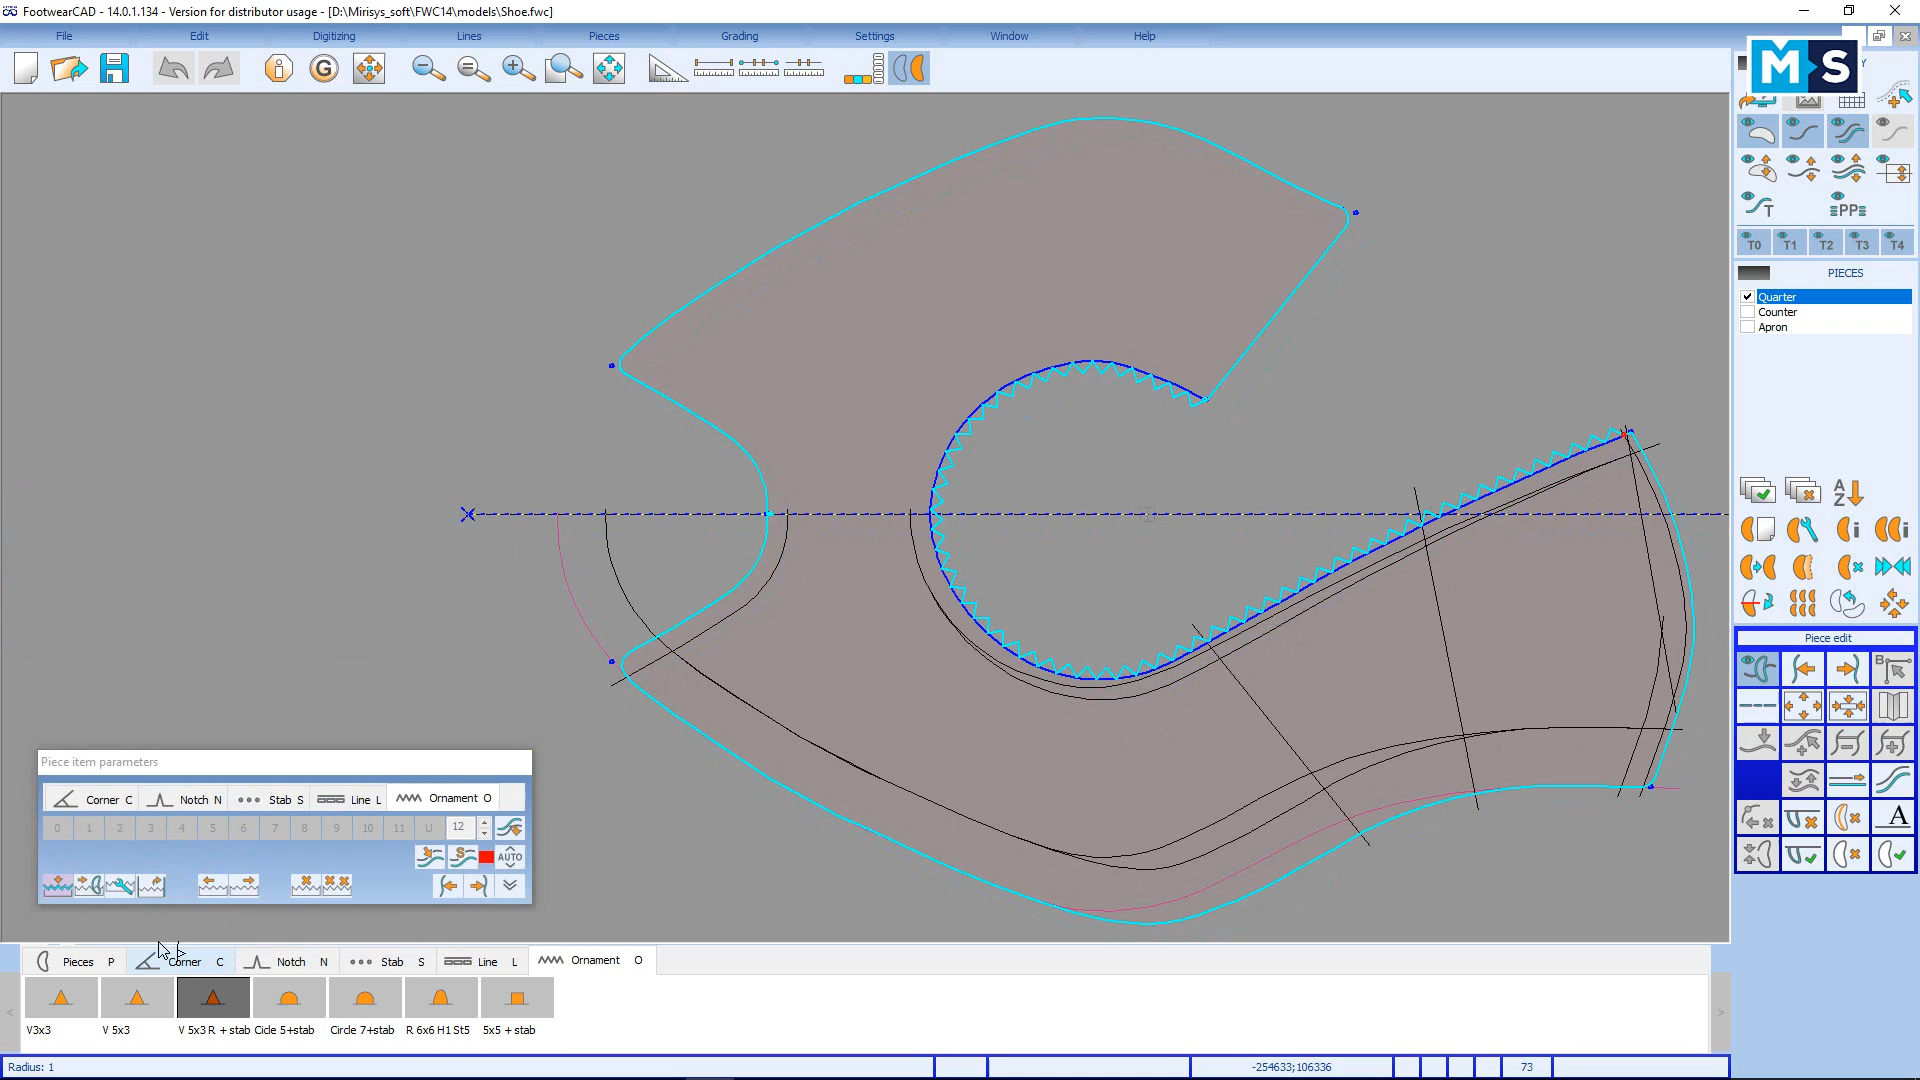 FootwearCAD - 14.0.1.134 - Version for distributor usage - [D:\Mirisys_soft\FWC14\models\Shoe.fwc]
File Edit Digitizing Lines Pieces Grading Settings Window Help
M S
G
T
PP
T0 T1 T2 T3 T4
PIECES
Quarter
Counter
Apron
A
Z
Piece edit
B
A
Piece item parameters
Corner C Notch N Stab S Line L Ornament O
0 1 2 3 4 5 6 7 8 9 10 11 U 12
S AUTO
Pieces P Corner C Notch N Stab S Line L Ornament O
V3x3 V 5x3 V 5x3 R + stab Cicle 5+stab Circle 7+stab R 6x6 H1 St5 5x5 + stab
Radius: 1 -254633;106336 73